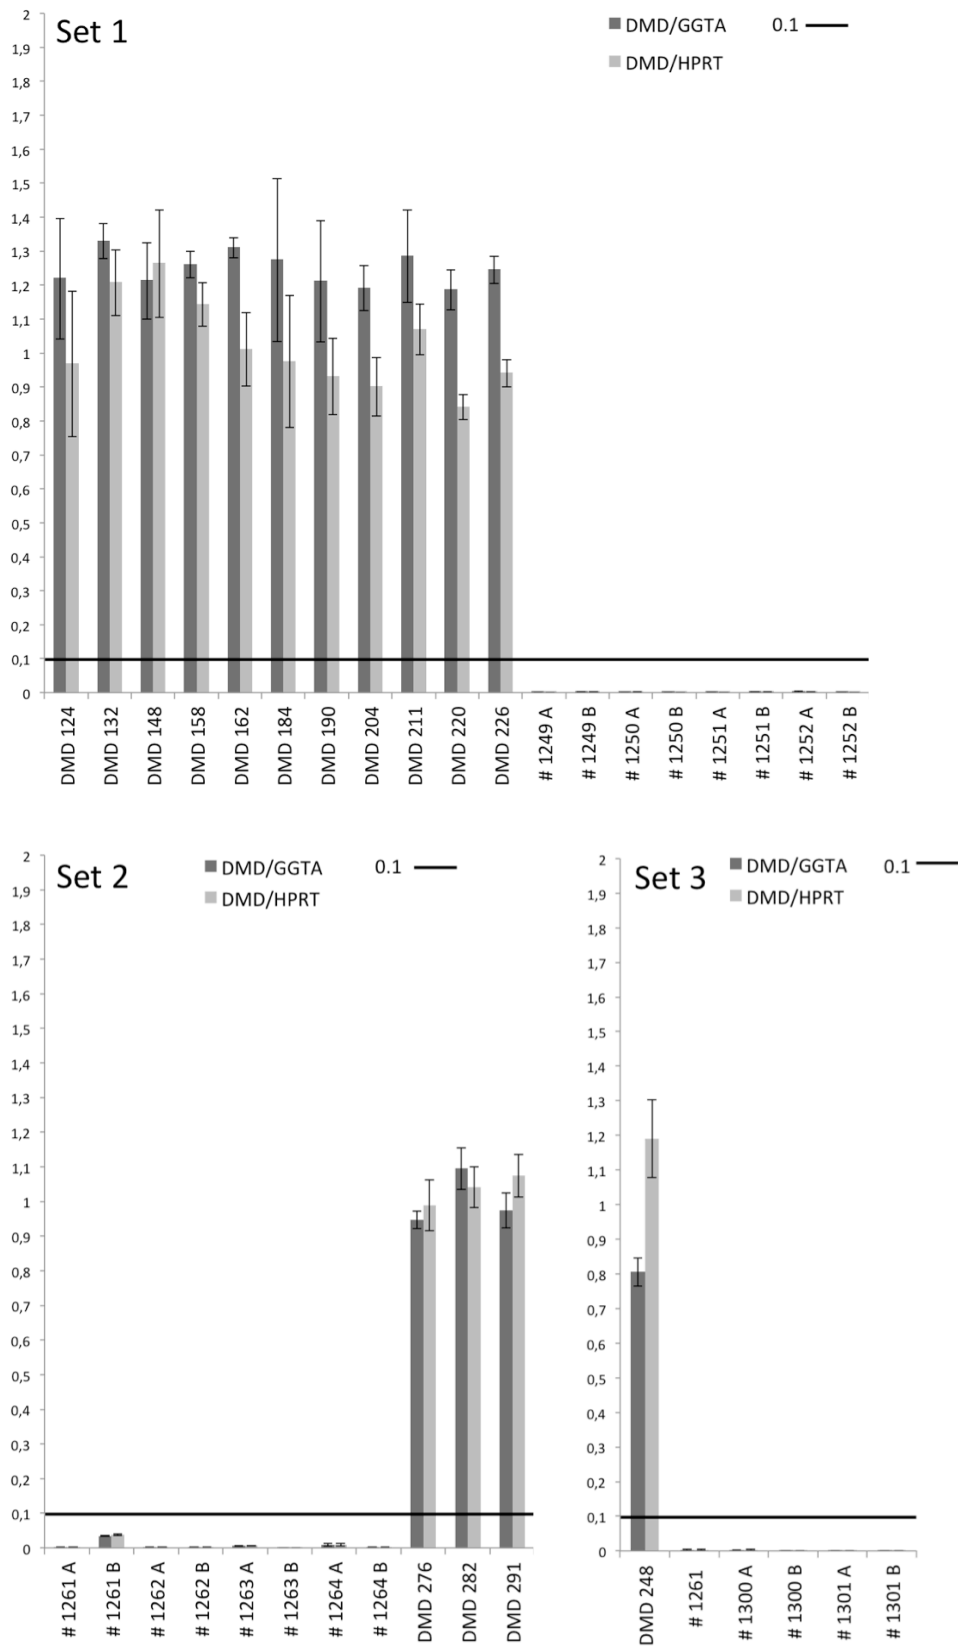 Set 1
DMD/GGTA
0.1
DMD/HPRT
2
1,9
1,8
1,7
1,6
1,5
1,4
1,3
1,2
1,1
1
0,9
0,8
0,7
0,6
0,5
0,4
0,3
0,2
0,1
0
DMD 124
DMD 132
DMD 148
DMD 158
DMD 162
DMD 184
DMD 190
DMD 204
DMD 211
DMD 220
DMD 226
# 1249 A
# 1249 B
# 1250 A
# 1250 B
# 1251 A
# 1251 B
# 1252 A
# 1252 B
Set 2
DMD/GGTA
0.1
DMD/HPRT
2
1,9
1,8
1,7
1,6
1,5
1,4
1,3
1,2
1,1
1
0,9
0,8
0,7
0,6
0,5
0,4
0,3
0,2
0,1
0
# 1261 A
# 1261 B
# 1262 A
# 1262 B
# 1263 A
# 1263 B
# 1264 A
# 1264 B
DMD 276
DMD 282
DMD 291
Set 3
DMD/GGTA
0.1
DMD/HPRT
2
1,9
1,8
1,7
1,6
1,5
1,4
1,3
1,2
1,1
1
0,9
0,8
0,7
0,6
0,5
0,4
0,3
0,2
0,1
0
DMD 248
# 1261
# 1300 A
# 1300 B
# 1301 A
# 1301 B